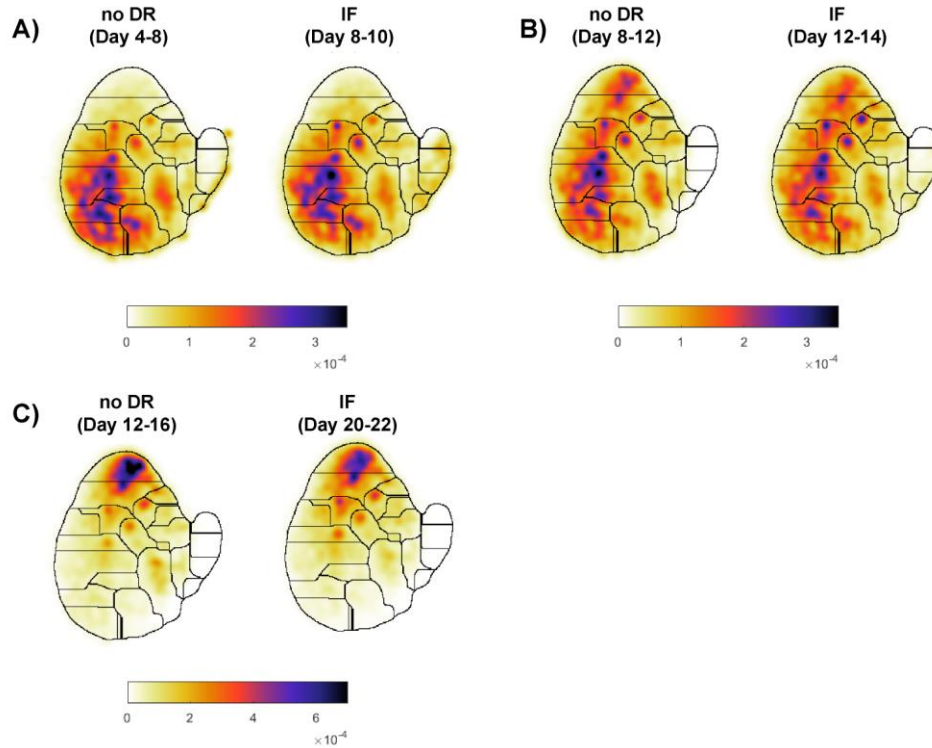 A)
no DR
(Day 4-8)
IF
(Day 8-10)
0 1 2 3
×10⁻⁴
B)
no DR
(Day 8-12)
IF
(Day 12-14)
0 1 2 3
×10⁻⁴
C)
no DR
(Day 12-16)
IF
(Day 20-22)
0 2 4 6
×10⁻⁴